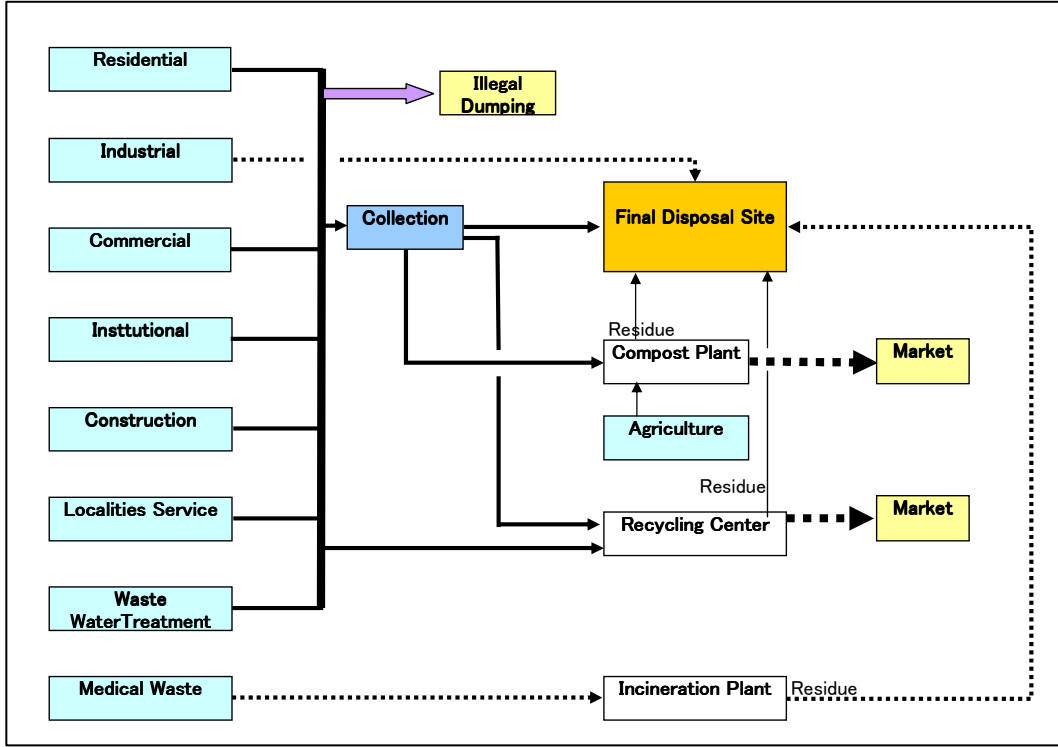 Residential
Illegal
Dumping
Industrial
Collection
Final Disposal Site
Commercial
Insttutional
Residue
Compost Plant
Market
Construction
Agriculture
Residue
Localities Service
Recycling Center
Market
Waste
WaterTreatment
Medical Waste
Incineration Plant
Residue